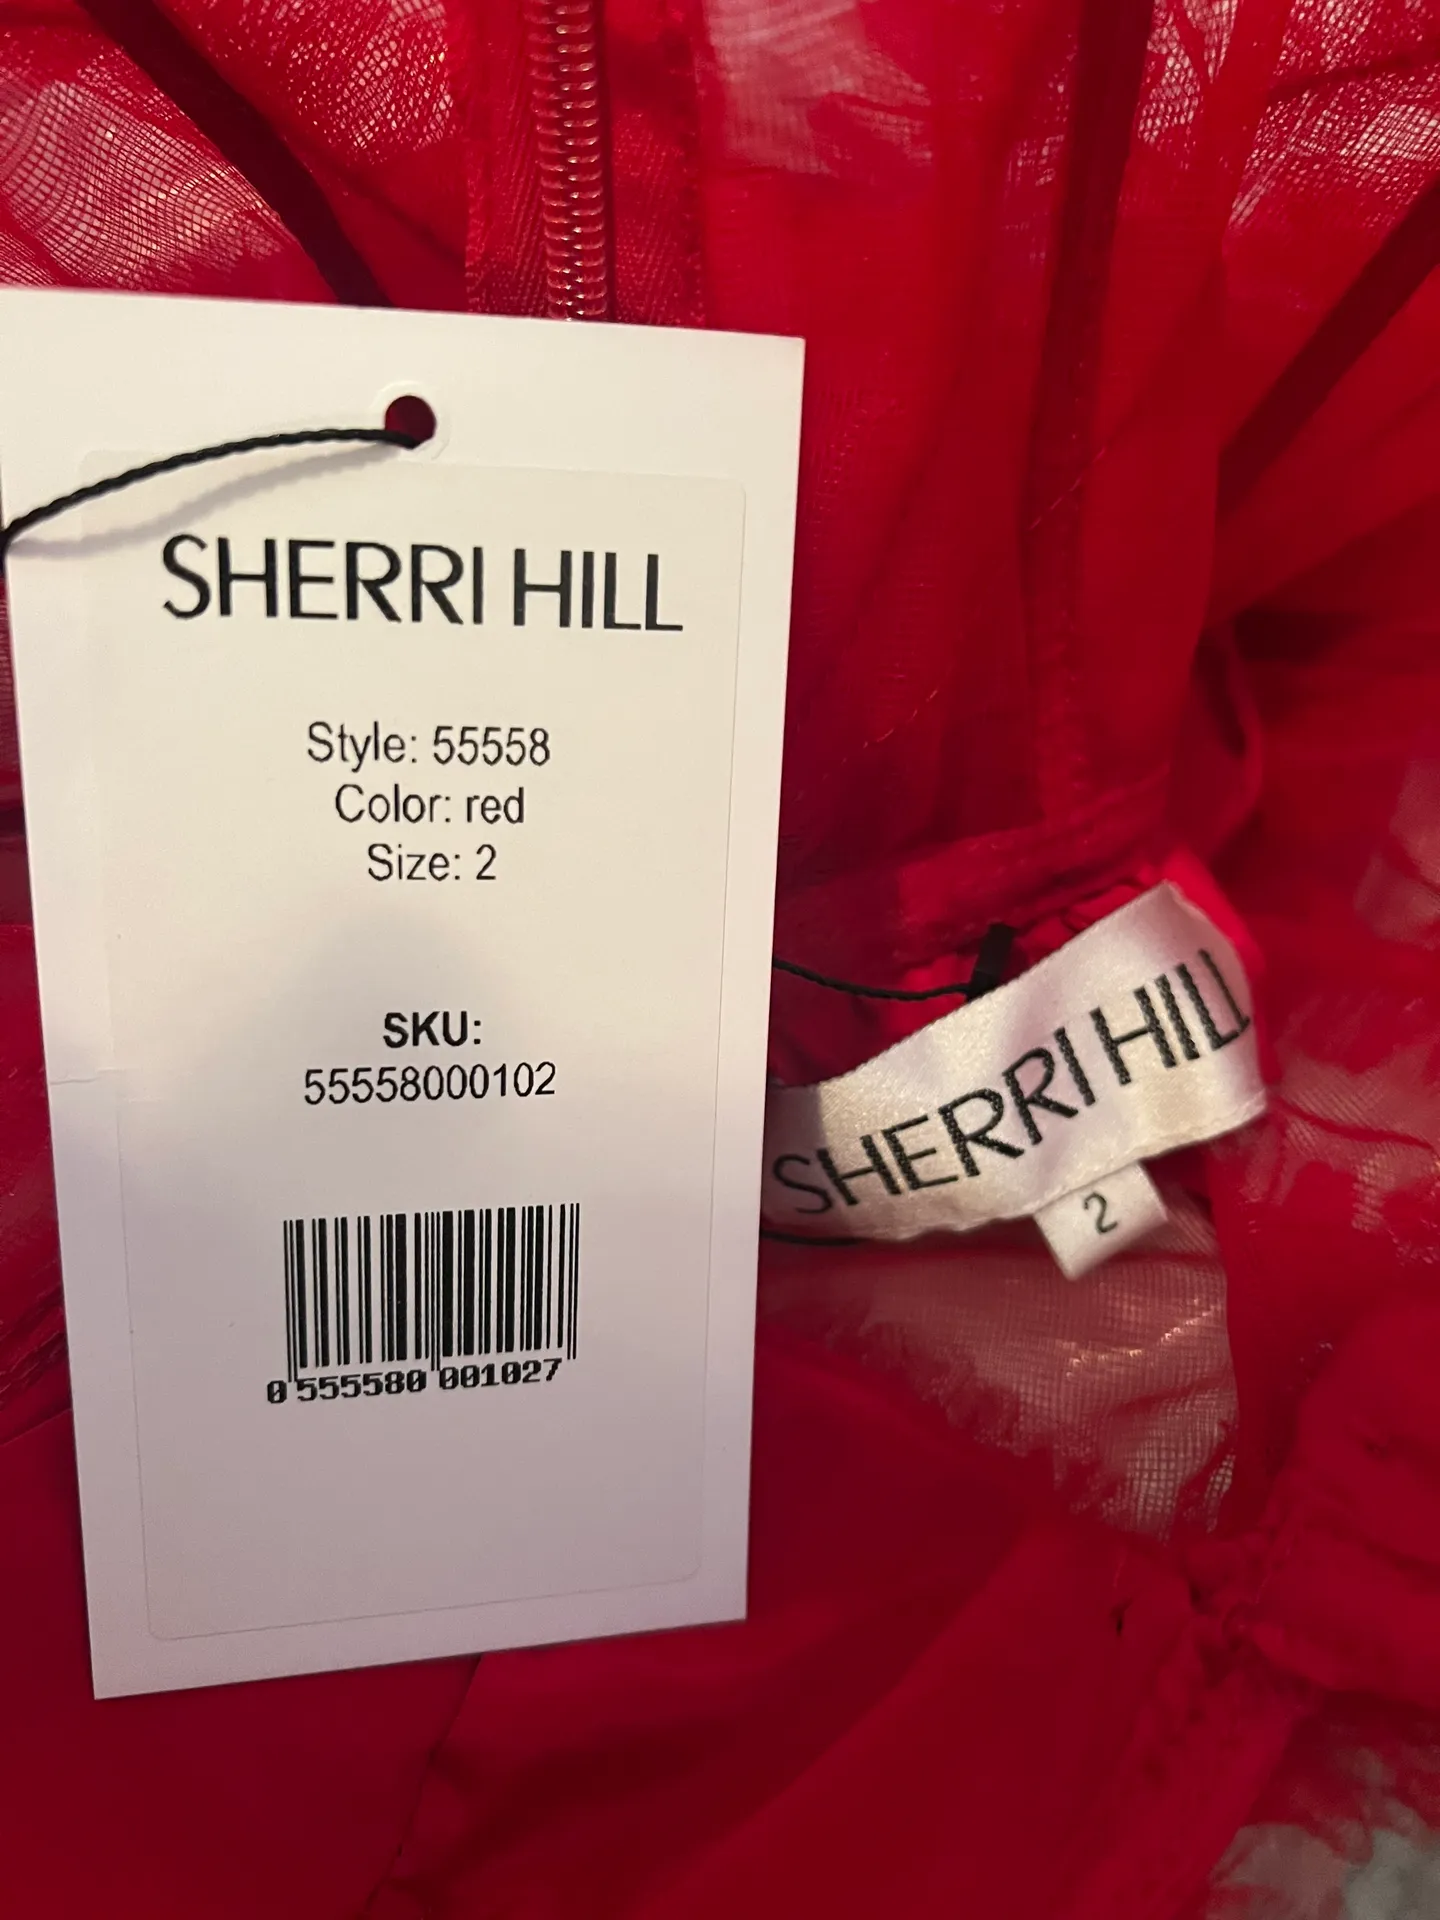 SHERRI HILL
Style: 55558
Color: red
Size: 2
SKU:
55558000102
0 555580 001027
SHERRI HILL
2